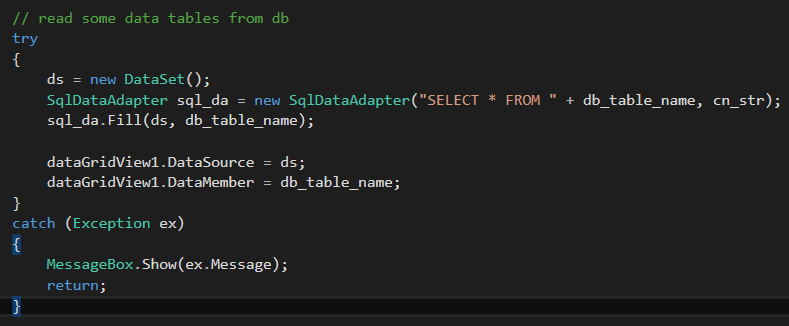 // read some data tables from db
try
{
    ds = new DataSet();
    SqlDataAdapter sql_da = new SqlDataAdapter("SELECT * FROM " + db_table_name, cn_str);
    sql_da.Fill(ds, db_table_name);

    dataGridView1.DataSource = ds;
    dataGridView1.DataMember = db_table_name;
}
catch (Exception ex)
{
    MessageBox.Show(ex.Message);
    return;
}